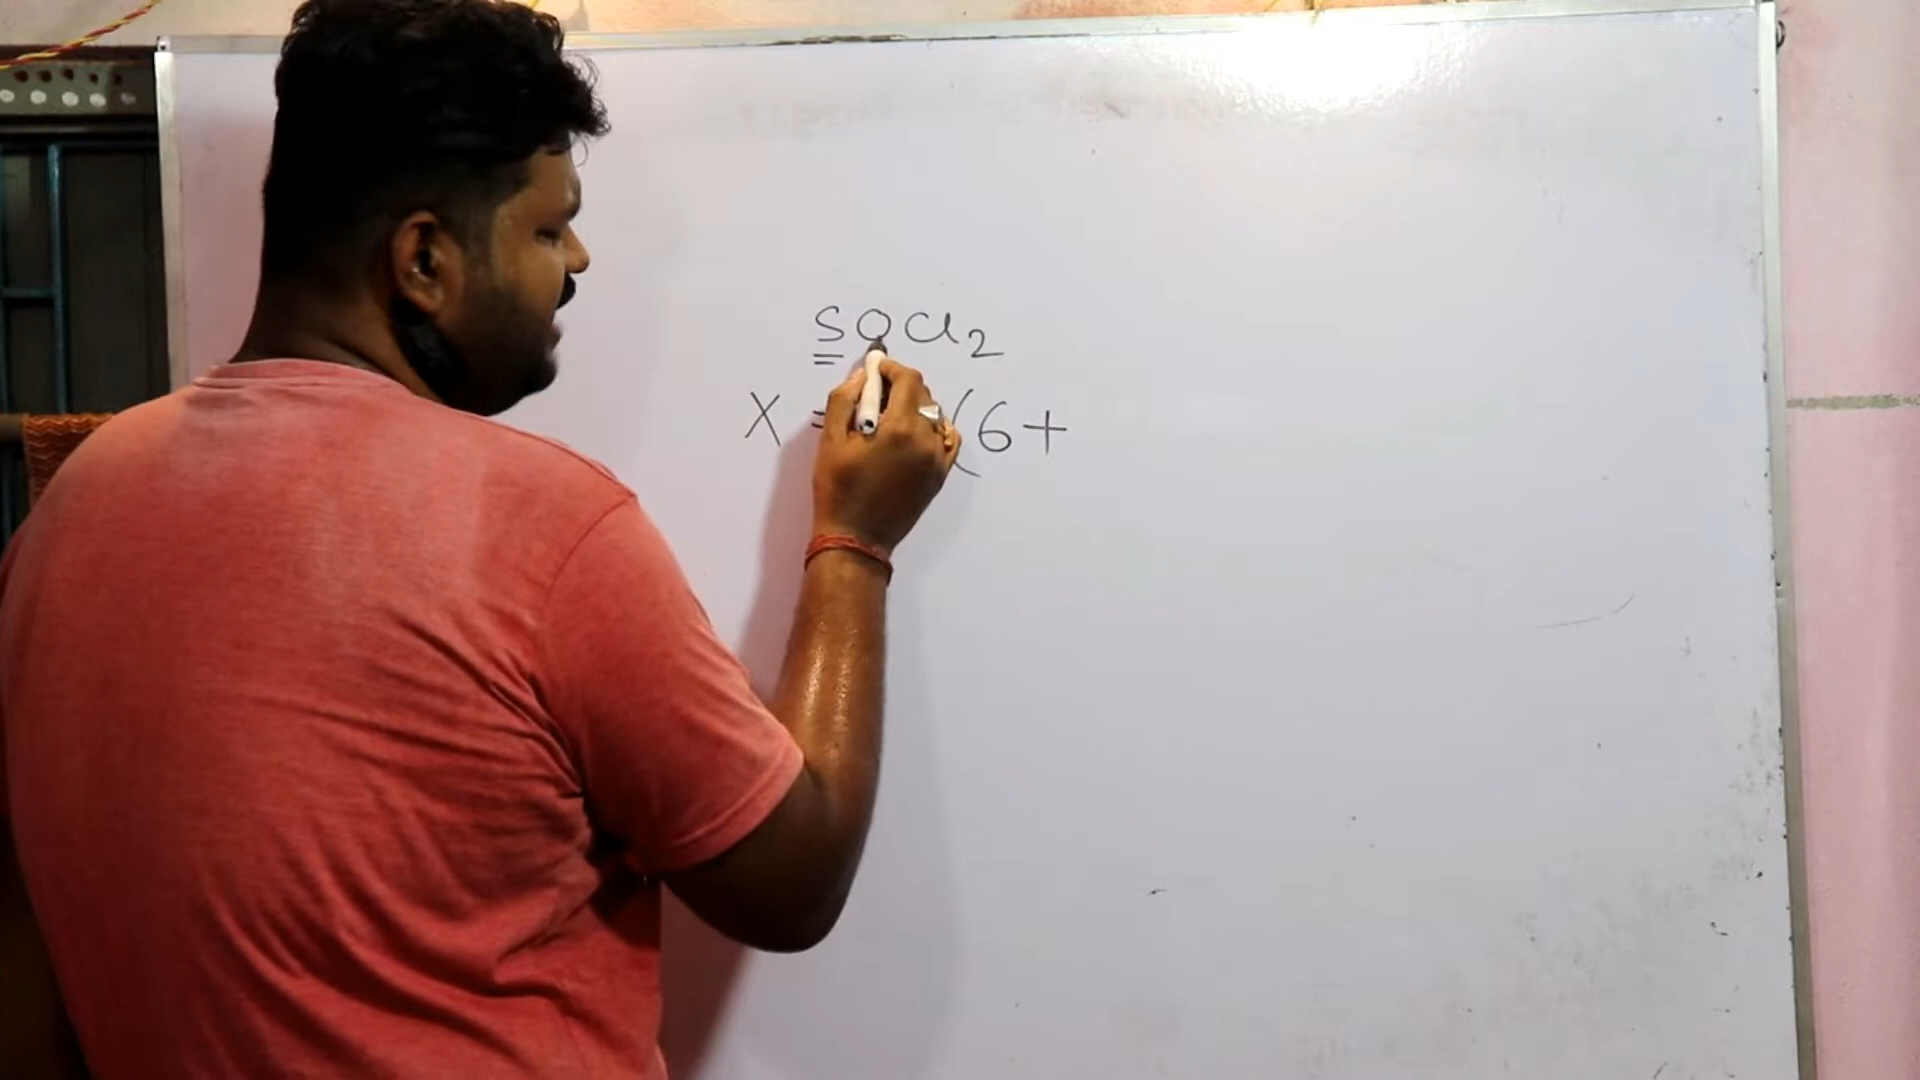 SOCl2
X = (6+